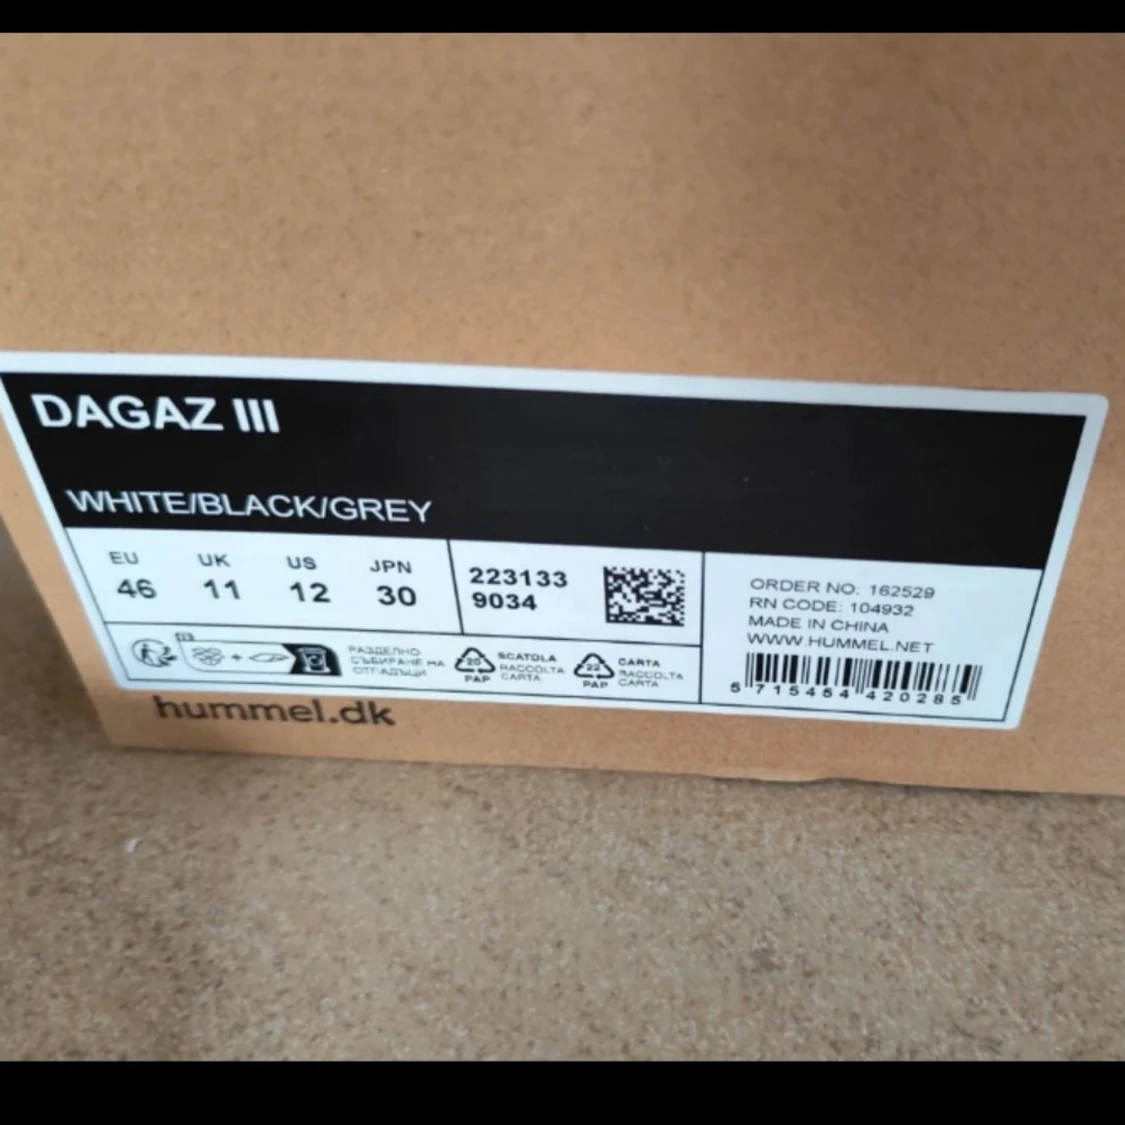 DAGAZ III
WHITE/BLACK/GREY
EU UK US JPN
46 11 12 30
223133
9034
ORDER NO: 162529
RN CODE: 104932
MADE IN CHINA
WWW.HUMMEL.NET
5 715454 420285
FR
+
РАЗДЕЛНО
СЪБИРАНЕ НА
ОТПАДЪЦИ
20
PAP
SCATOLA
RACCOLTA
CARTA
22
PAP
CARTA
RACCOLTA
CARTA
hummel.dk